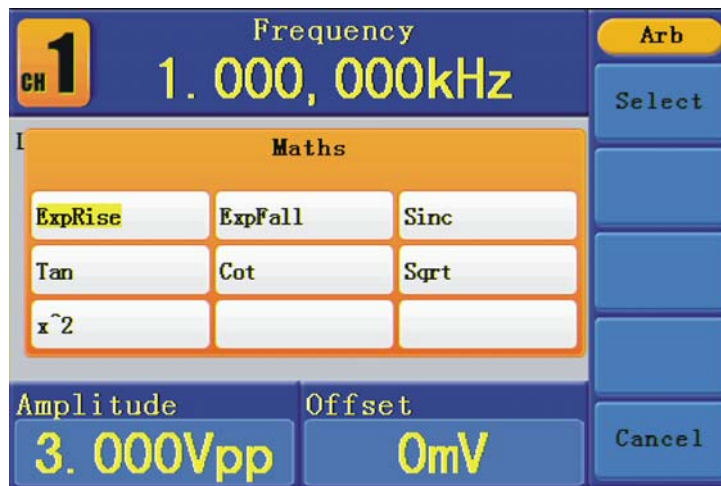 CH 1
Frequency
1.000,000kHz
Arb
Select
Maths
ExpRise ExpFall Sinc
Tan Cot Sqrt
x^2
Amplitude
3.000Vpp
Offset
0mV
Cancel